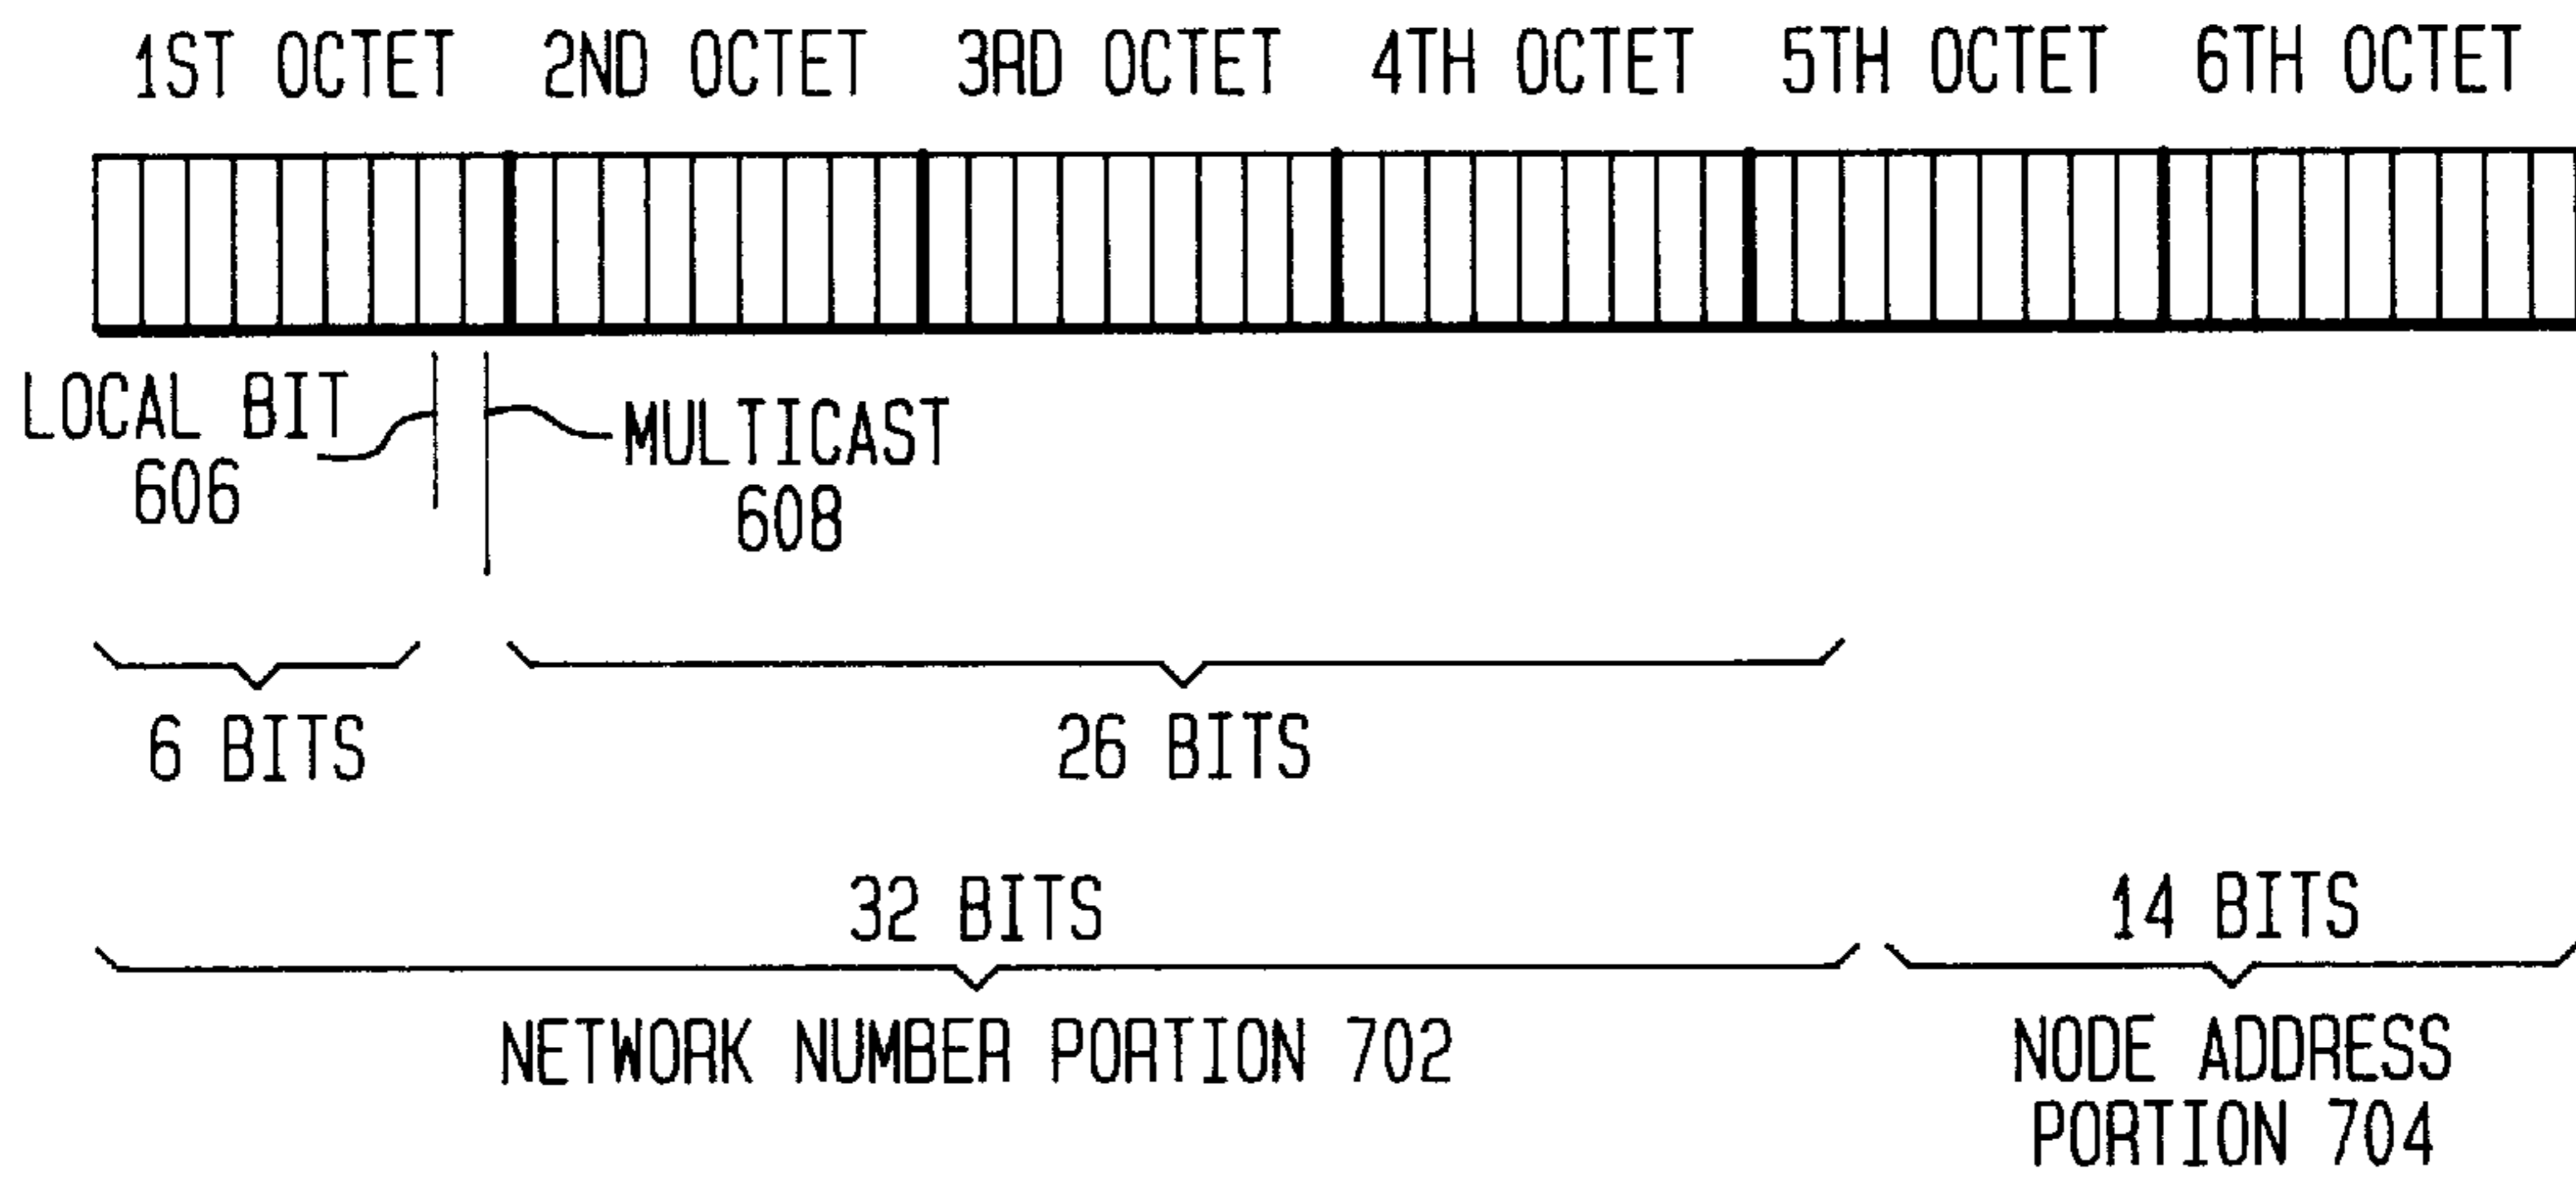 1ST OCTET 2ND OCTET 3RD OCTET 4TH OCTET 5TH OCTET 6TH OCTET
LOCAL BIT
606
MULTICAST
608
6 BITS
26 BITS
32 BITS
14 BITS
NETWORK NUMBER PORTION 702
NODE ADDRESS
PORTION 704